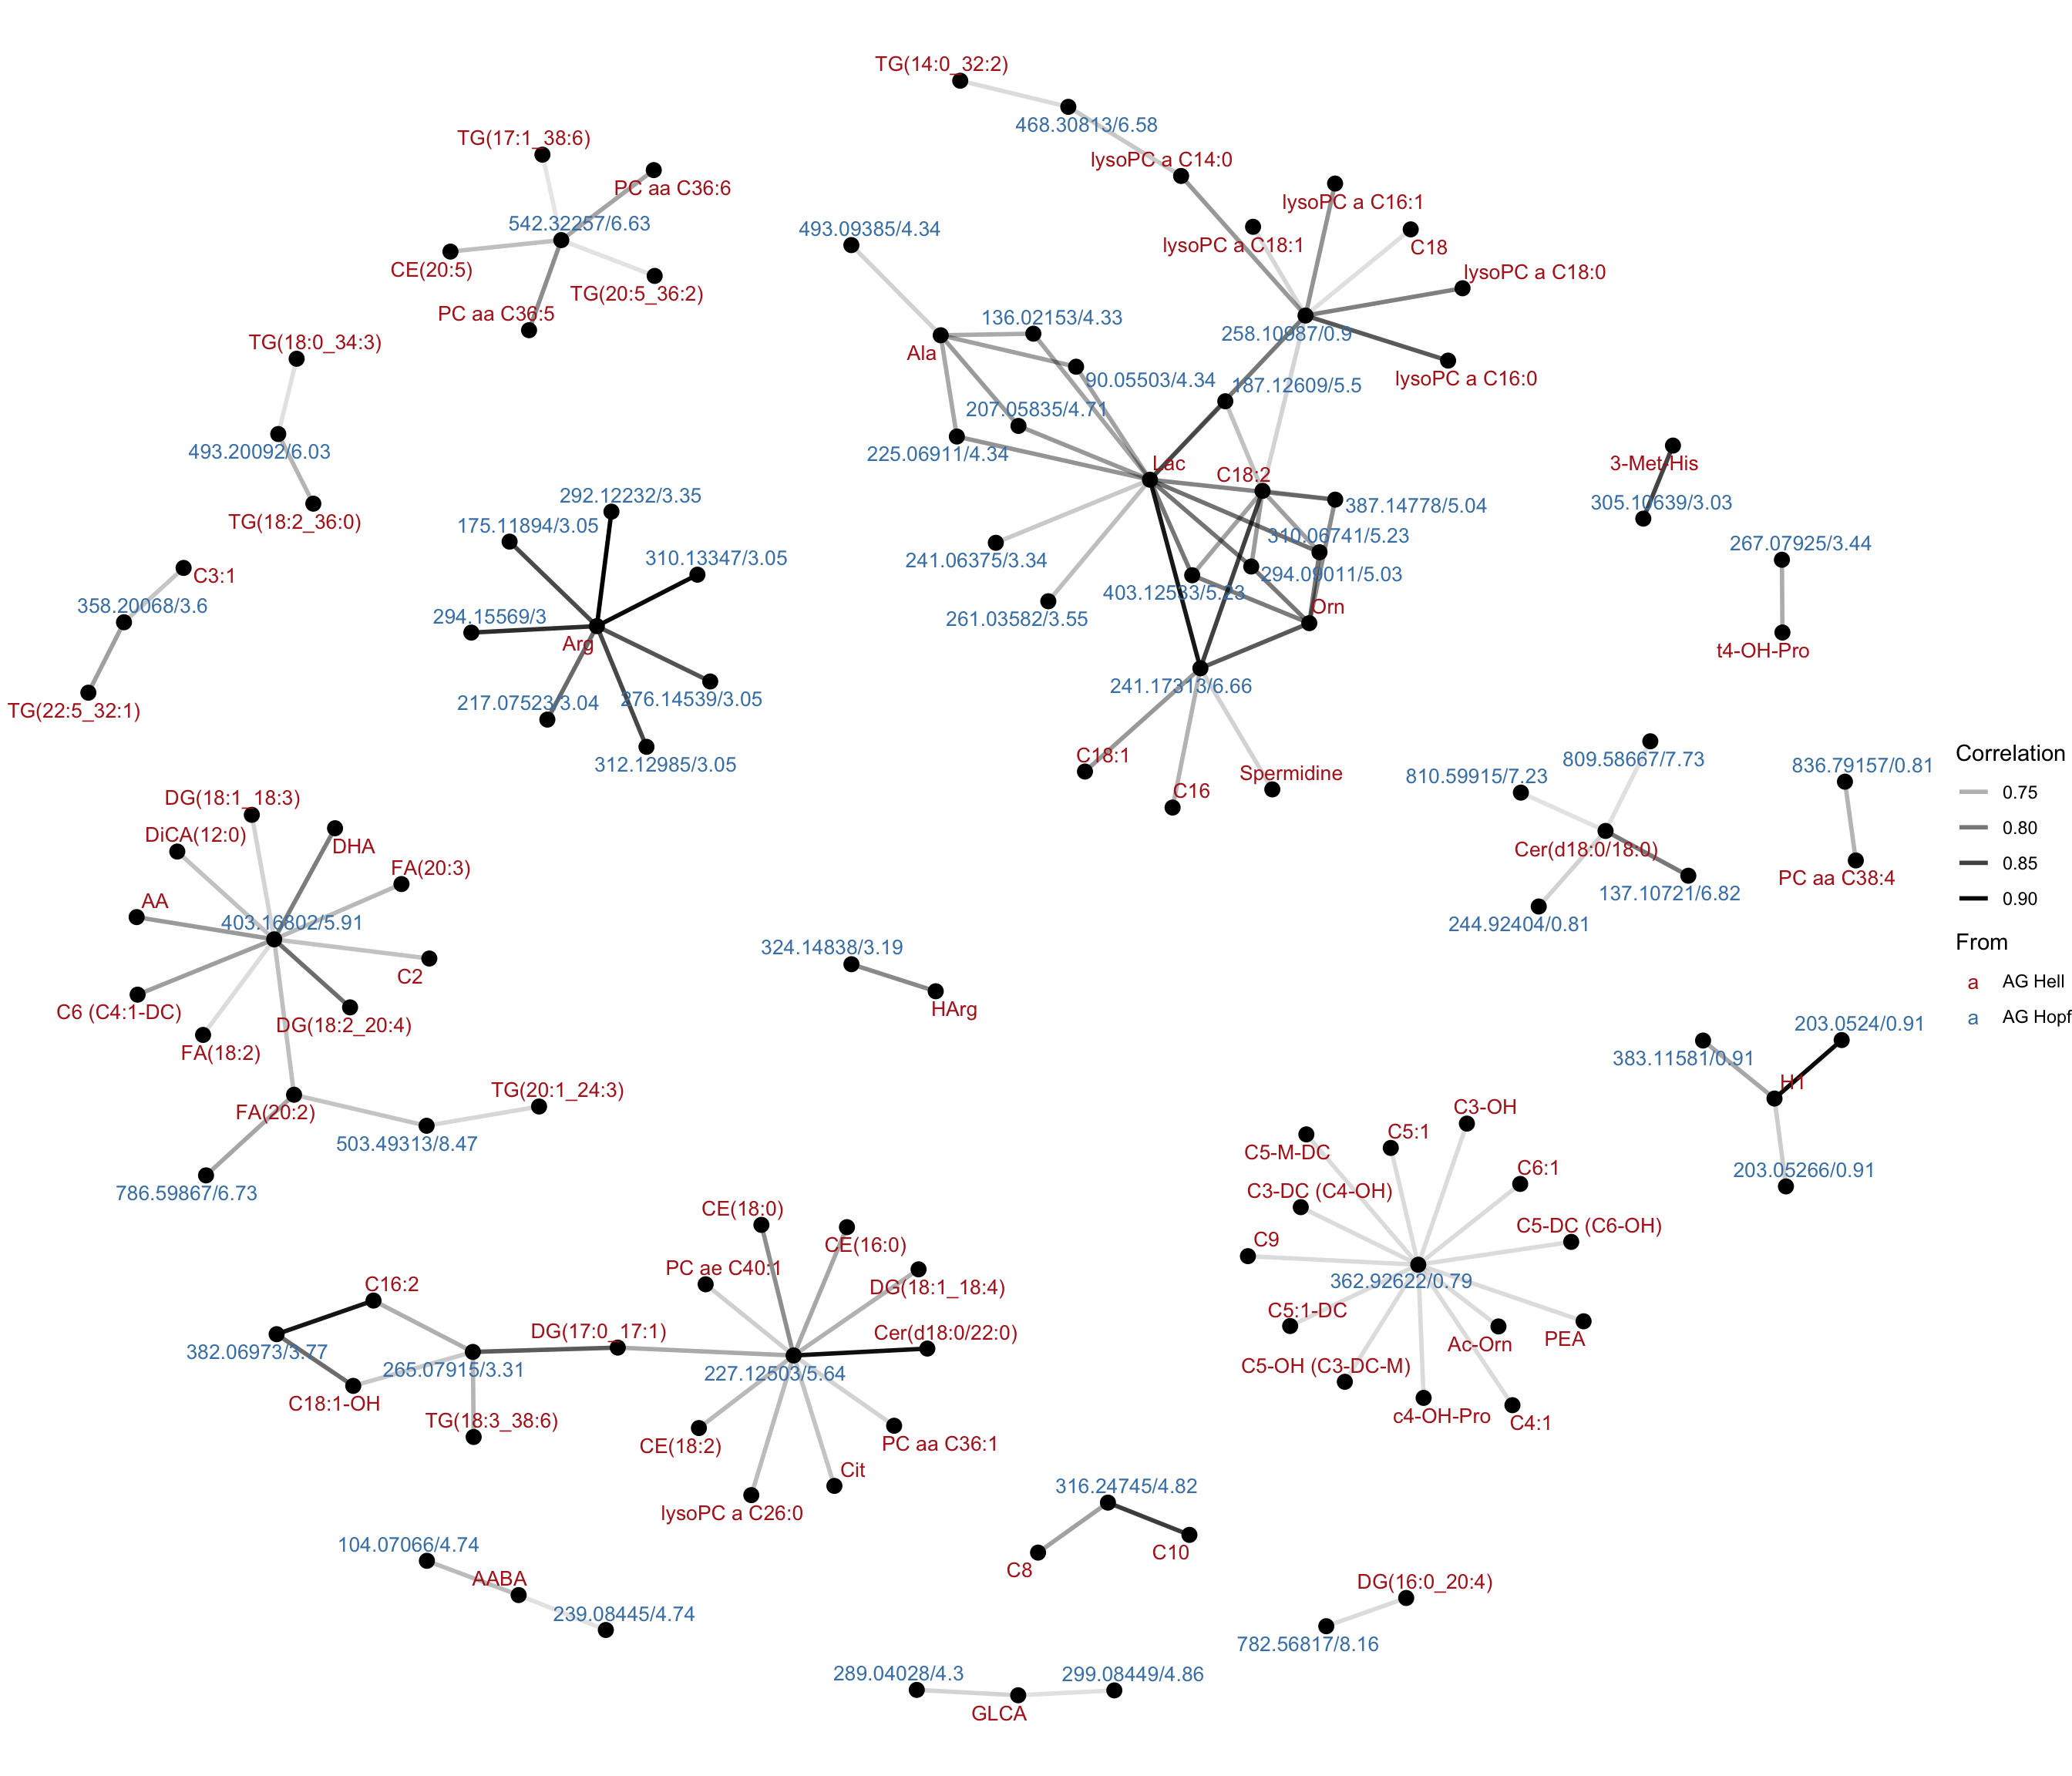 TG(14:0_32:2)
468.30813/6.58
TG(17:1_38:6)
lysoPC a C14:0
PC aa C36:6
lysoPC a C16:1
542.32257/6.63
493.09385/4.34
lysoPC a C18:1
C18
CE(20:5)
lysoPC a C18:0
TG(20:5_36:2)
PC aa C36:5
136.02153/4.33
258.10987/0.9
TG(18:0_34:3)
Ala
90.05503/4.34
187.12609/5.5
lysoPC a C16:0
207.05835/4.71
493.20092/6.03
225.06911/4.34
Lac
C18:2
3-Met-His
292.12232/3.35
387.14778/5.04
305.10639/3.03
TG(18:2_36:0)
175.11894/3.05
310.06741/5.23
267.07925/3.44
310.13347/3.05
241.06375/3.34
294.09011/5.03
C3:1
403.12533/5.23
358.20068/3.6
294.15569/3
261.03582/3.55
Orn
Arg
t4-OH-Pro
241.17313/6.66
217.07523/3.04
276.14539/3.05
TG(22:5_32:1)
312.12985/3.05
C18:1
Spermidine
C16
809.58667/7.73
810.59915/7.23
836.79157/0.81
Correlation
0.75
0.80
0.85
0.90
DG(18:1_18:3)
DiCA(12:0)
DHA
Cer(d18:0/18:0)
FA(20:3)
PC aa C38:4
AA
137.10721/6.82
403.16802/5.91
244.92404/0.81
From
a AG Hell
a AG Hopf
324.14838/3.19
C2
C6 (C4:1-DC)
HArg
DG(18:2_20:4)
FA(18:2)
203.0524/0.91
383.11581/0.91
H1
TG(20:1_24:3)
FA(20:2)
503.49313/8.47
C3-OH
C5:1
C5-M-DC
C6:1
203.05266/0.91
786.59867/6.73
C3-DC (C4-OH)
CE(18:0)
C5-DC (C6-OH)
CE(16:0)
C9
PC ae C40:1
C16:2
DG(18:1_18:4)
362.92622/0.79
C5:1-DC
DG(17:0_17:1)
Cer(d18:0/22:0)
Ac-Orn
PEA
382.06973/3.77
265.07915/3.31
227.12503/5.64
C5-OH (C3-DC-M)
C18:1-OH
TG(18:3_38:6)
c4-OH-Pro
C4:1
CE(18:2)
PC aa C36:1
Cit
316.24745/4.82
lysoPC a C26:0
104.07066/4.74
C10
C8
AABA
DG(16:0_20:4)
239.08445/4.74
782.56817/8.16
289.04028/4.3
299.08449/4.86
GLCA